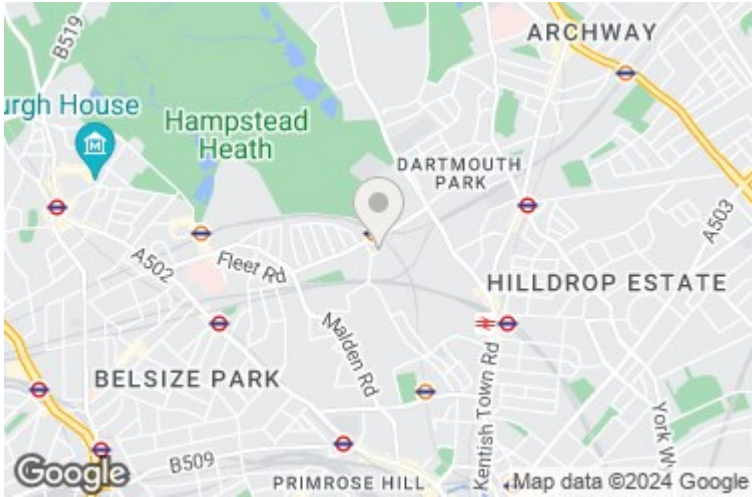 B519
ARCHWAY
urgh House
Hampstead
Heath
DARTMOUTH
PARK
A503
A502
Fleet Rd
HILLDROP ESTATE
Malden Rd
BELSIZE PARK
Kentish Town Rd
York W
B509
PRIMROSE HILL
Google
Map data ©2024 Google